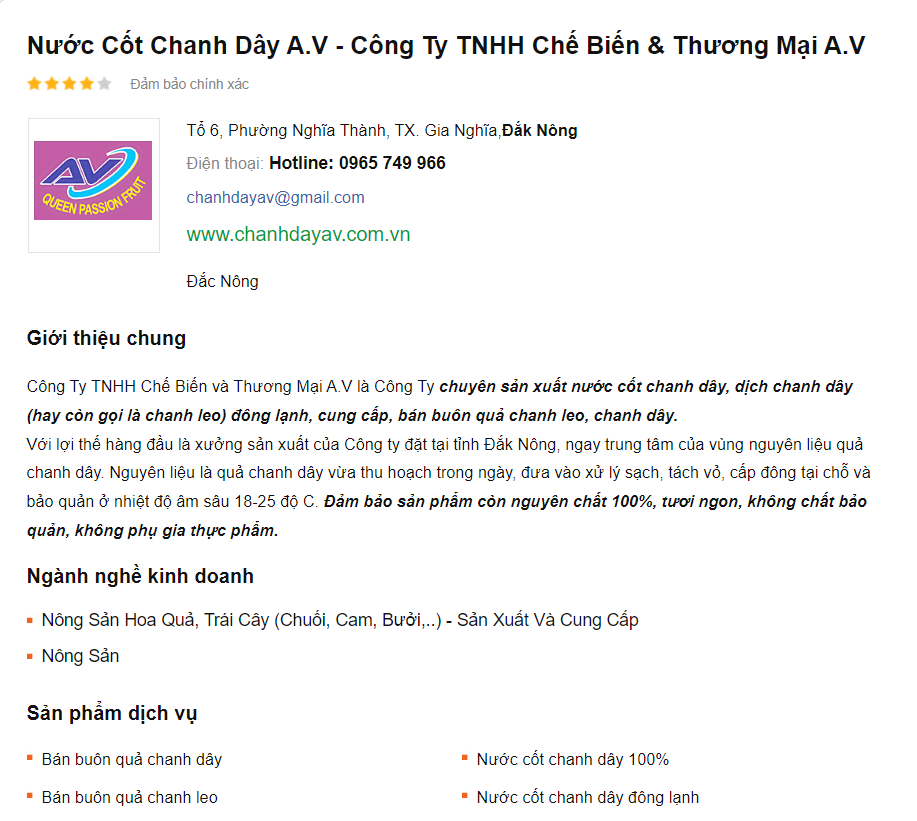 Nước Cốt Chanh Dây A.V - Công Ty TNHH Chế Biến & Thương Mại A.V
Đảm bảo chính xác
AV
QUEEN PASSION FRUIT
Tổ 6, Phường Nghĩa Thành, TX. Gia Nghĩa,Đắk Nông
Điện thoại: Hotline: 0965 749 966
chanhdayav@gmail.com
www.chanhdayav.com.vn
Đắc Nông
Giới thiệu chung
Công Ty TNHH Chế Biến và Thương Mại A.V là Công Ty chuyên sản xuất nước cốt chanh dây, dịch chanh dây
(hay còn gọi là chanh leo) đông lạnh, cung cấp, bán buôn quả chanh leo, chanh dây.
Với lợi thế hàng đầu là xưởng sản xuất của Công ty đặt tại tỉnh Đắk Nông, ngay trung tâm của vùng nguyên liệu quả
chanh dây. Nguyên liệu là quả chanh dây vừa thu hoạch trong ngày, đưa vào xử lý sạch, tách vỏ, cấp đông tại chỗ và
bảo quản ở nhiệt độ âm sâu 18-25 độ C. Đảm bảo sản phẩm còn nguyên chất 100%, tươi ngon, không chất bảo
quản, không phụ gia thực phẩm.
Ngành nghề kinh doanh
Nông Sản Hoa Quả, Trái Cây (Chuối, Cam, Bưởi,..) - Sản Xuất Và Cung Cấp
Nông Sản
Sản phẩm dịch vụ
Bán buôn quả chanh dây
Nước cốt chanh dây 100%
Bán buôn quả chanh leo
Nước cốt chanh dây đông lạnh